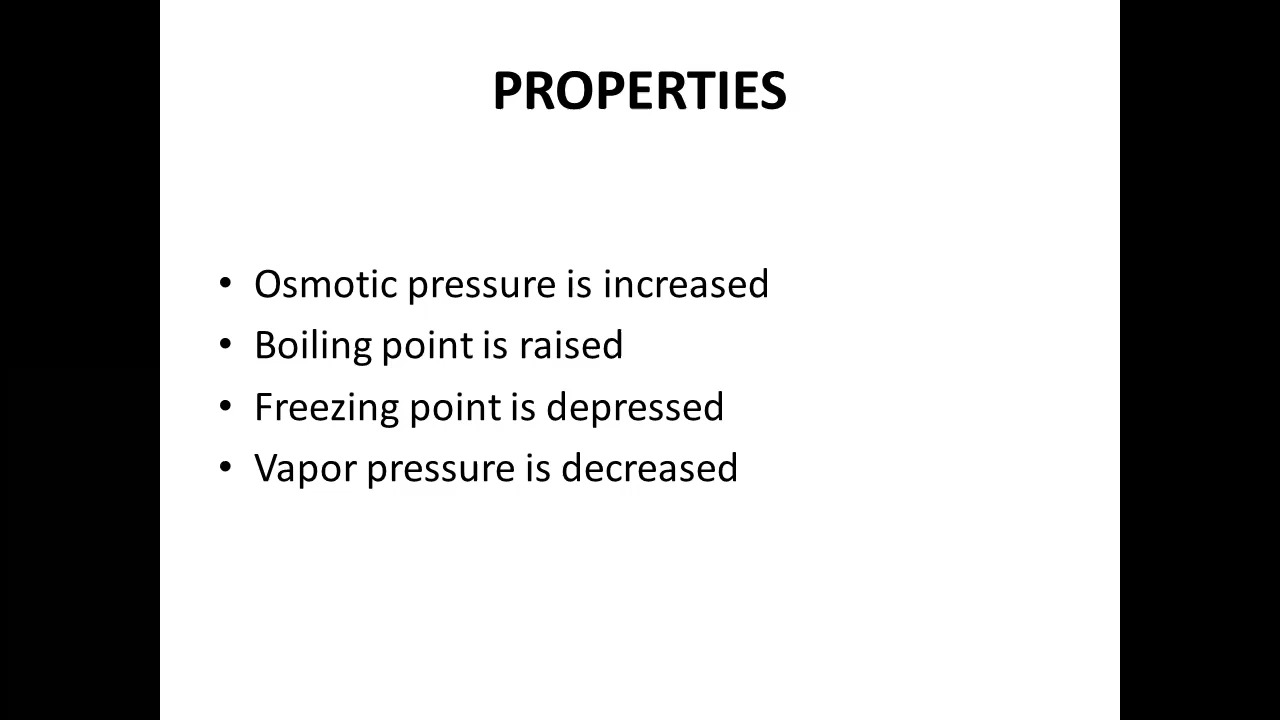 PROPERTIES
• Osmotic pressure is increased
• Boiling point is raised
• Freezing point is depressed
• Vapor pressure is decreased